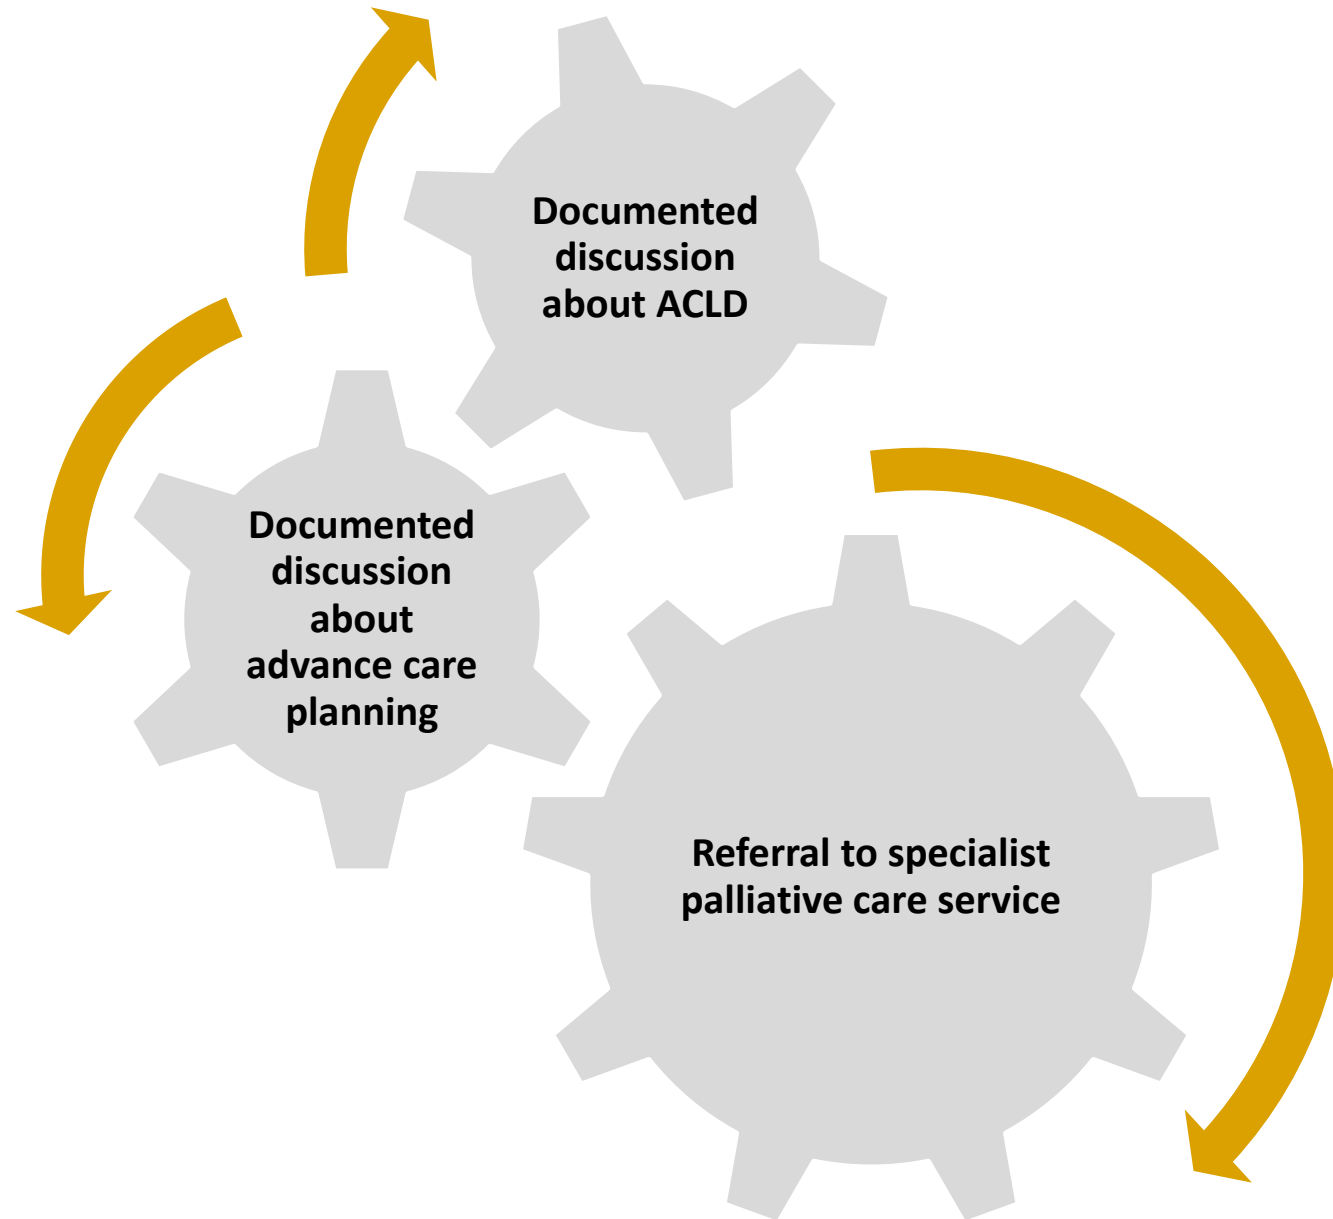 Documented
discussion
about ACLD
Documented
discussion
about
advance care
planning
Referral to specialist
palliative care service